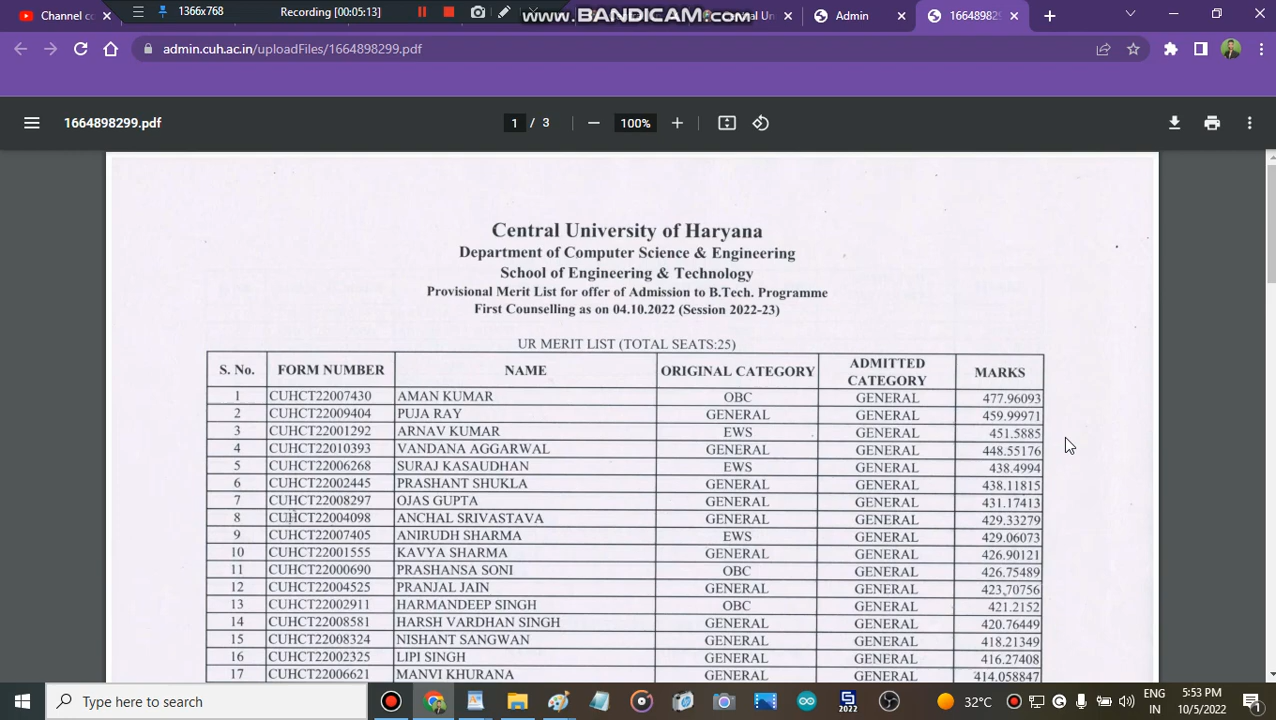 Channel co
1366x768
Recording [00:05:13]
www.BANDICAM.com
al Un
Admin
1664898299
admin.cuh.ac.in/uploadFiles/1664898299.pdf
1664898299.pdf
1 / 3
100%
Central University of Haryana
Department of Computer Science & Engineering
School of Engineering & Technology
Provisional Merit List for offer of Admission to B.Tech. Programme
First Counselling as on 04.10.2022 (Session 2022-23)
UR MERIT LIST (TOTAL SEATS:25)
S. No. FORM NUMBER NAME ORIGINAL CATEGORY ADMITTED CATEGORY MARKS
1 CUHCT22007430 AMAN KUMAR OBC GENERAL 477.96093
2 CUHCT22009404 PUJA RAY GENERAL GENERAL 459.99971
3 CUHCT22001292 ARNAV KUMAR EWS GENERAL 451.5885
4 CUHCT22010393 VANDANA AGGARWAL GENERAL GENERAL 448.55176
5 CUHCT22006268 SURAJ KASAUDHAN EWS GENERAL 438.4994
6 CUHCT22002445 PRASHANT SHUKLA GENERAL GENERAL 438.11815
7 CUHCT22008297 OJAS GUPTA GENERAL GENERAL 431.17413
8 CUHCT22004098 ANCHAL SRIVASTAVA GENERAL GENERAL 429.33279
9 CUHCT22007405 ANIRUDH SHARMA EWS GENERAL 429.06073
10 CUHCT22001555 KAVYA SHARMA GENERAL GENERAL 426.90121
11 CUHCT22000690 PRASHANSA SONI OBC GENERAL 426.75489
12 CUHCT22004525 PRANJAL JAIN GENERAL GENERAL 423.70756
13 CUHCT22002911 HARMANDEEP SINGH OBC GENERAL 421.2152
14 CUHCT22008581 HARSH VARDHAN SINGH GENERAL GENERAL 420.76449
15 CUHCT22008324 NISHANT SANGWAN GENERAL GENERAL 418.21349
16 CUHCT22002325 LIPI SINGH GENERAL GENERAL 416.27408
17 CUHCT22006621 MANVI KHURANA GENERAL GENERAL 414.058847
Type here to search
2022
32°C
ENG
IN
5:53 PM
10/5/2022
1